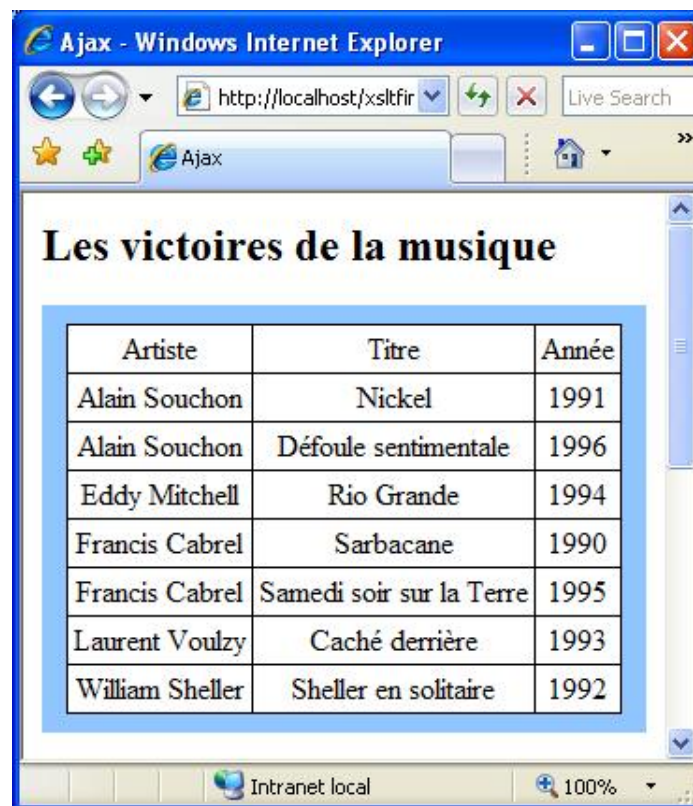 Ajax - Windows Internet Explorer
http://localhost/xsltfir
Live Search
Ajax
Les victoires de la musique
Artiste Titre Année
Alain Souchon Nickel 1991
Alain Souchon Défoule sentimentale 1996
Eddy Mitchell Rio Grande 1994
Francis Cabrel Sarbacane 1990
Francis Cabrel Samedi soir sur la Terre 1995
Laurent Voulzy Caché derrière 1993
William Sheller Sheller en solitaire 1992
Intranet local 100%